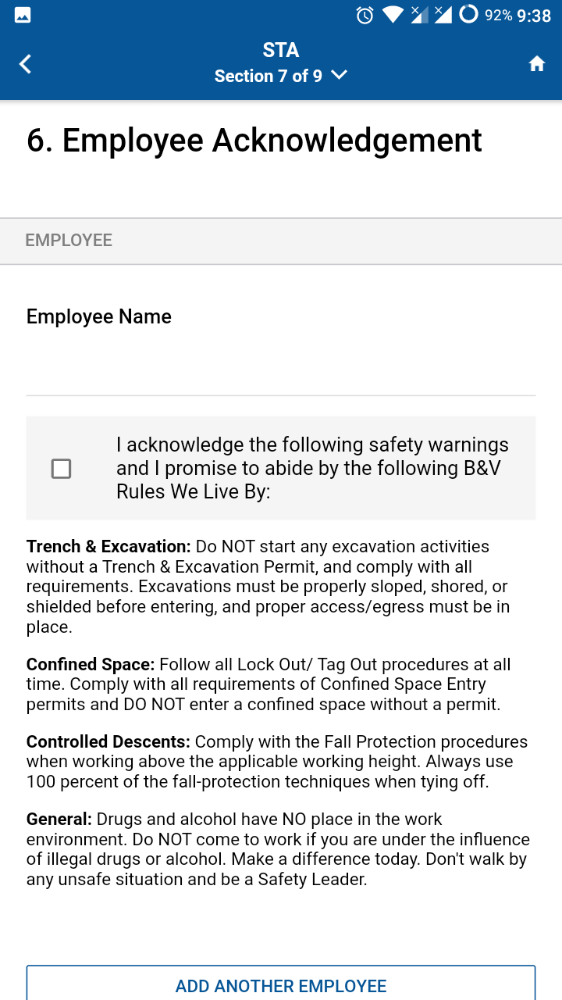 92% 9:38
STA
Section 7 of 9
6. Employee Acknowledgement
EMPLOYEE
Employee Name
I acknowledge the following safety warnings
and I promise to abide by the following B&V
Rules We Live By:
Trench & Excavation: Do NOT start any excavation activities
without a Trench & Excavation Permit, and comply with all
requirements. Excavations must be properly sloped, shored, or
shielded before entering, and proper access/egress must be in
place.
Confined Space: Follow all Lock Out/ Tag Out procedures at all
time. Comply with all requirements of Confined Space Entry
permits and DO NOT enter a confined space without a permit.
Controlled Descents: Comply with the Fall Protection procedures
when working above the applicable working height. Always use
100 percent of the fall-protection techniques when tying off.
General: Drugs and alcohol have NO place in the work
environment. Do NOT come to work if you are under the influence
of illegal drugs or alcohol. Make a difference today. Don't walk by
any unsafe situation and be a Safety Leader.
ADD ANOTHER EMPLOYEE